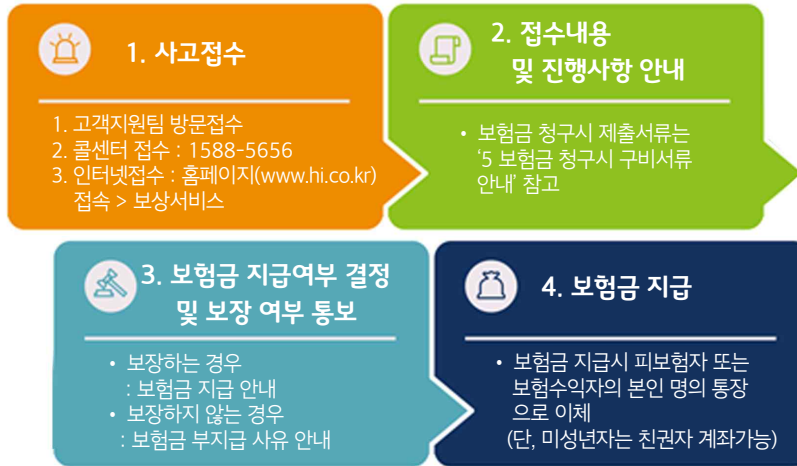 1. 사고접수
1. 고객지원팀 방문접수
2. 콜센터 접수 : 1588-5656
3. 인터넷접수 : 홈페이지(www.hi.co.kr)
접속 > 보상서비스
2. 접수내용
및 진행사항 안내
• 보험금 청구시 제출서류는
‘5 보험금 청구시 구비서류
안내’ 참고
3. 보험금 지급여부 결정
및 보장 여부 통보
• 보장하는 경우
: 보험금 지급 안내
• 보장하지 않는 경우
: 보험금 부지급 사유 안내
4. 보험금 지급
• 보험금 지급시 피보험자 또는
보험수익자의 본인 명의 통장
으로 이체
(단, 미성년자는 친권자 계좌가능)